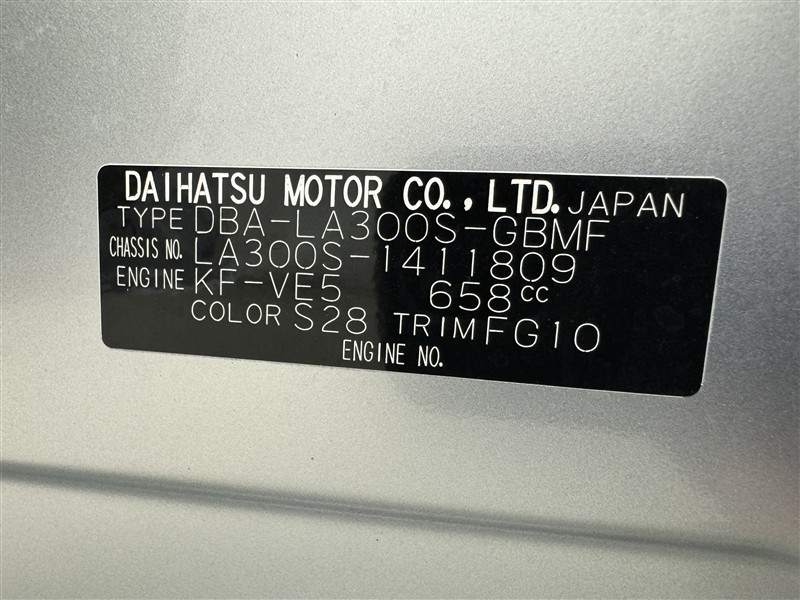 DAIHATSU MOTOR CO., LTD. JAPAN
TYPE DBA-LA300S-GBMF
CHASSIS NO. LA300S-1411809
ENGINE KF-VE5 658cc
COLOR S28 TRIM FG10
ENGINE NO.